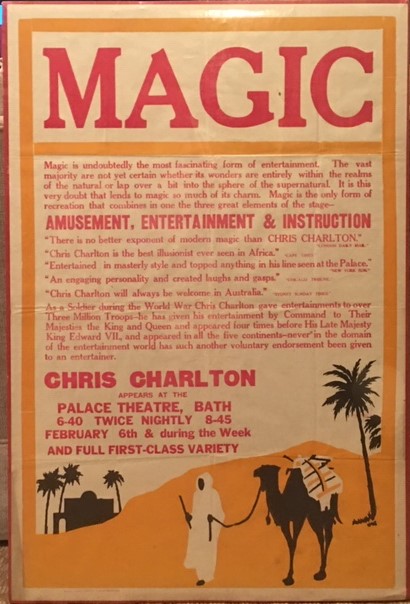 MAGIC
Magic is undoubtedly the most fascinating form of entertainment. The vast
majority are not yet certain whether its wonders are entirely within the realms
of the natural or lap over a bit into the sphere of the supernatural. It is this
very doubt that lends to magic so much of its charm. Magic is the only form of
recreation that combines in one the three great elements of the stage—
AMUSEMENT, ENTERTAINMENT & INSTRUCTION
"There is no better exponent of modern magic than CHRIS CHARLTON."
"Chris Charlton is the best illusionist ever seen in Africa."
"Entertained in masterly style and topped anything in his line seen at the Palace."
"An engaging personality and created laughs and gasps."
"Chris Charlton will always be welcome in Australia."
As a Soldier during the World War Chris Charlton gave entertainments to over
Three Million Troops—he has given his entertainment by Command to Their
Majesties the King and Queen and appeared four times before His Late Majesty
King Edward VII, and appeared in all the five continents—never in the domain
of the entertainment world has such another voluntary endorsement been given
to an entertainer.
CHRIS CHARLTON
APPEARS AT THE
PALACE THEATRE, BATH
6-40 TWICE NIGHTLY 8-45
FEBRUARY 6th & during the Week
AND FULL FIRST-CLASS VARIETY